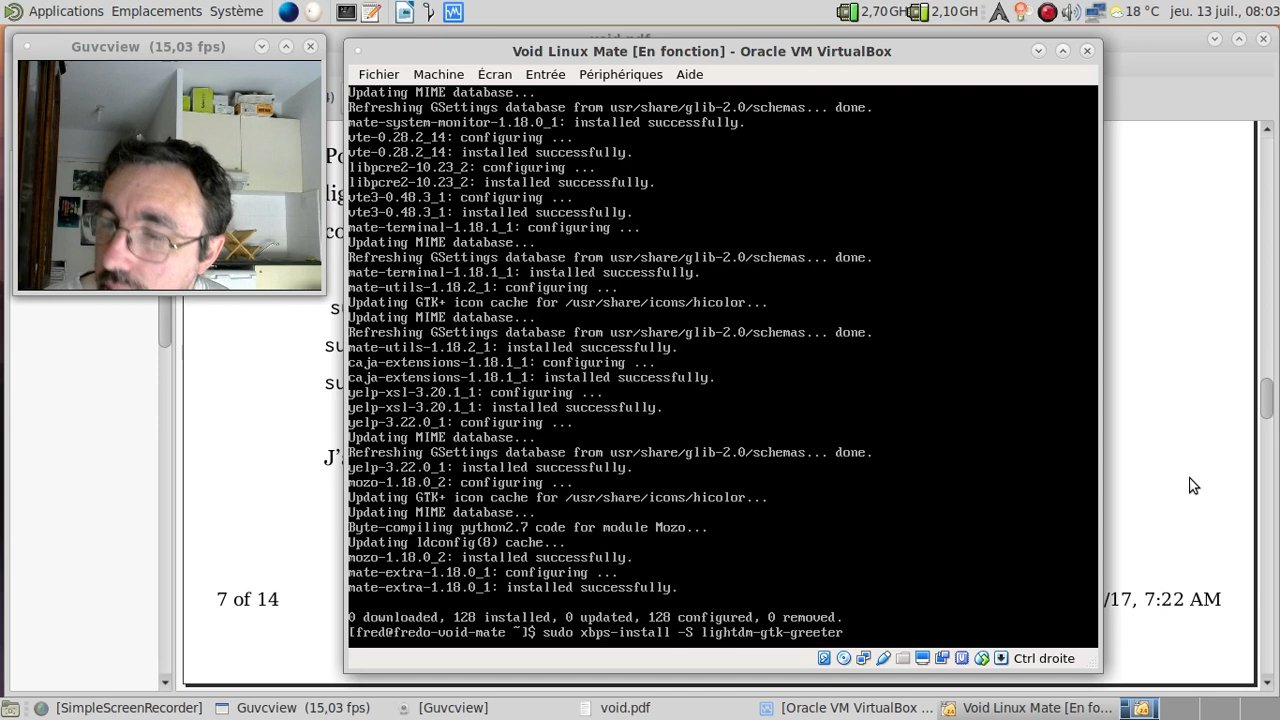 Applications Emplacements Système 2,70 GH 2,10 GH 18 °C jeu. 13 juil., 08:03
Guvcview (15,03 fps)
Void Linux Mate [En fonction] - Oracle VM VirtualBox
Fichier Machine Écran Entrée Périphériques Aide
Updating MIME database...
Refreshing GSettings database from usr/share/glib-2.0/schemas... done.
mate-system-monitor-1.18.0_1: installed successfully.
vte-0.28.2_14: configuring ...
vte-0.28.2_14: installed successfully.
libpcre2-10.23_2: configuring ...
libpcre2-10.23_2: installed successfully.
vte3-0.48.3_1: configuring ...
vte3-0.48.3_1: installed successfully.
mate-terminal-1.18.1_1: configuring ...
Updating MIME database...
Refreshing GSettings database from usr/share/glib-2.0/schemas... done.
mate-terminal-1.18.1_1: installed successfully.
mate-utils-1.18.2_1: configuring ...
Updating GTK+ icon cache for /usr/share/icons/hicolor...
Updating MIME database...
Refreshing GSettings database from usr/share/glib-2.0/schemas... done.
mate-utils-1.18.2_1: installed successfully.
caja-extensions-1.18.1_1: configuring ...
caja-extensions-1.18.1_1: installed successfully.
yelp-xsl-3.20.1_1: configuring ...
yelp-xsl-3.20.1_1: installed successfully.
yelp-3.22.0_1: configuring ...
Updating MIME database...
Refreshing GSettings database from usr/share/glib-2.0/schemas... done.
yelp-3.22.0_1: installed successfully.
mozo-1.18.0_2: configuring ...
Updating GTK+ icon cache for /usr/share/icons/hicolor...
Updating MIME database...
Byte-compiling python2.7 code for module Mozo...
Updating ldconfig(8) cache...
mozo-1.18.0_2: installed successfully.
mate-extra-1.18.0_1: configuring ...
mate-extra-1.18.0_1: installed successfully.
0 downloaded, 128 installed, 0 updated, 128 configured, 0 removed.
[fred@fredo-void-mate ~]$ sudo xbps-install -S lightdm-gtk-greeter
Ctrl droite
Po
lig
co
su
su
su
J'
7 of 14
/17, 7:22 AM
[SimpleScreenRecorder] Guvcview (15,03 fps) [Guvcview] void.pdf [Oracle VM VirtualBox ... Void Linux Mate [En fo...